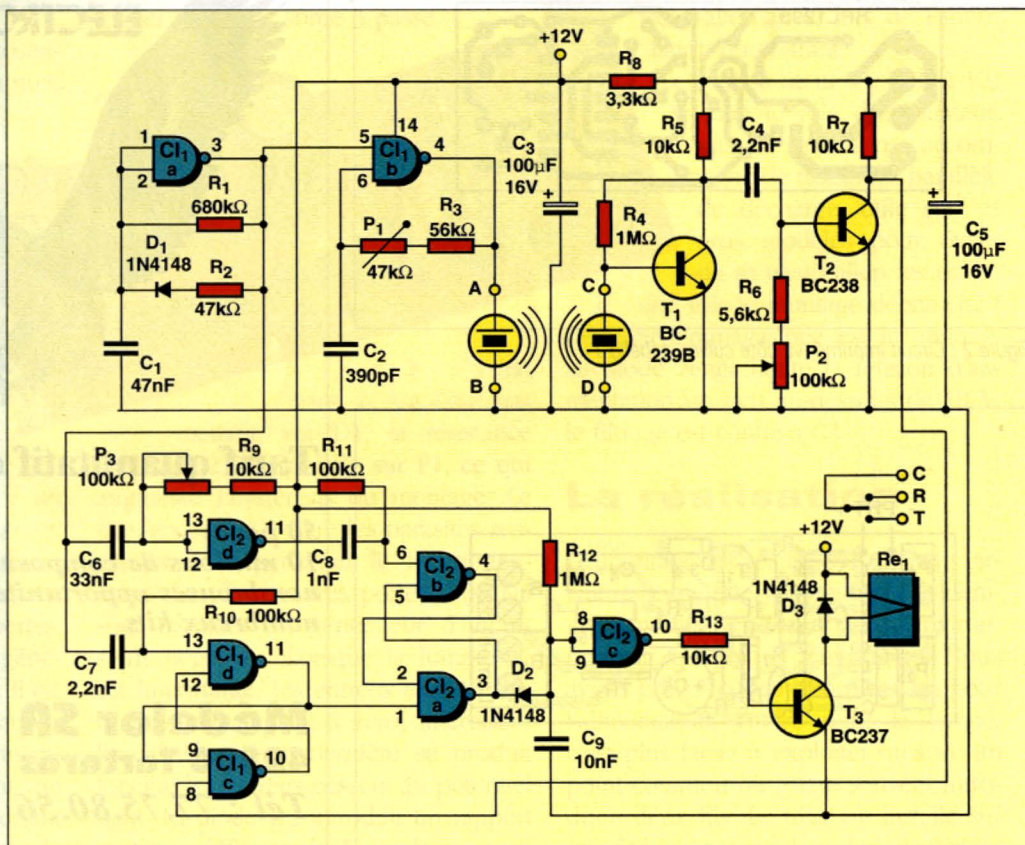 +12V
R8
3,3kΩ
1
2
CI1
a
3
R1
680kΩ
D1
1N4148
R2
47kΩ
C1
47nF
5
14
CI1
b
4
6
P1
47kΩ
R3
56kΩ
C2
390pF
A
B
C3
100µF
16V
+
R4
1MΩ
C
D
R5
10kΩ
T1
BC
239B
C4
2,2nF
R6
5,6kΩ
P2
100kΩ
R7
10kΩ
T2
BC238
+
C5
100µF
16V
P3
100kΩ
R9
10kΩ
R11
100kΩ
C6
33nF
13
12
CI2
d
11
C8
1nF
R10
100kΩ
6
5
CI2
b
4
R12
1MΩ
C7
2,2nF
13
12
CI1
d
11
2
1
CI2
a
3
D2
1N4148
C9
10nF
9
8
CI1
c
10
8
9
CI2
c
10
R13
10kΩ
C
R
T
+12V
1N4148
D3
Re1
T3
BC237